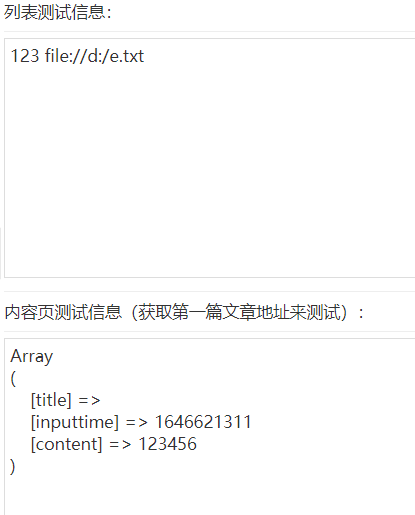 列表测试信息：
123 file://d:/e.txt
内容页测试信息（获取第一篇文章地址来测试）：
Array
(
[title] =>
[inputtime] => 1646621311
[content] => 123456
)